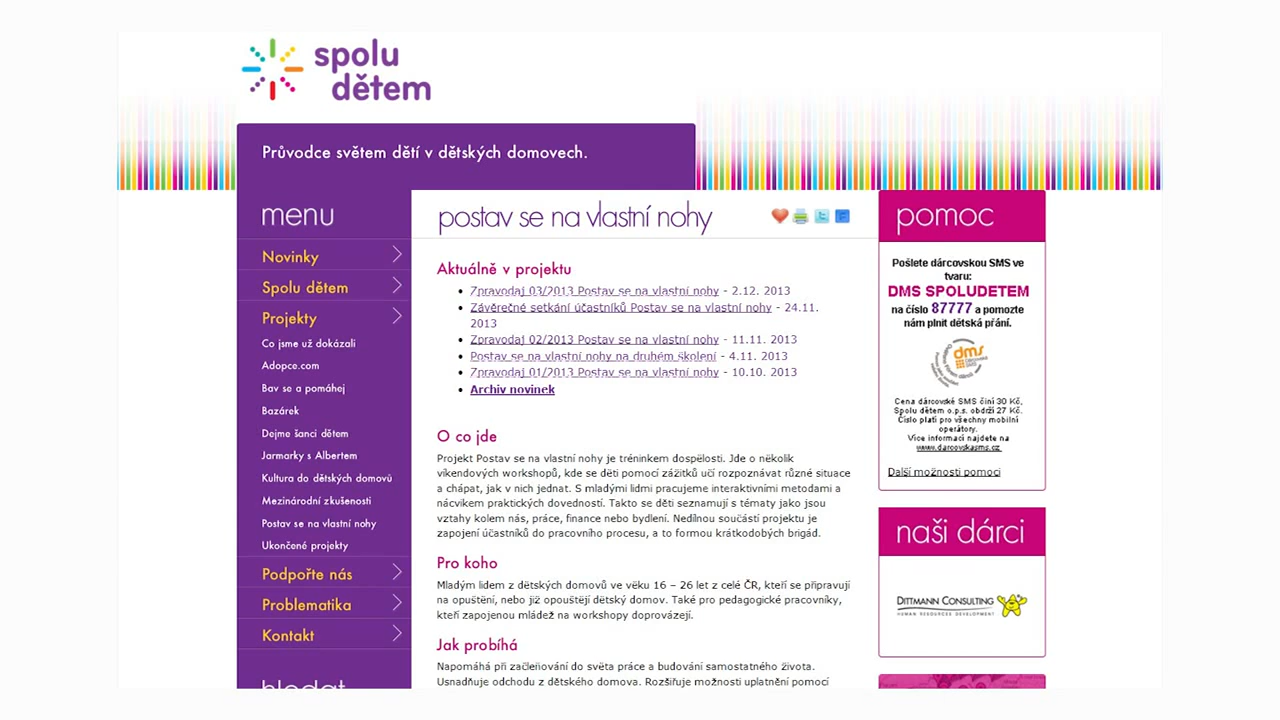 spolu
dětem
Průvodce světem dětí v dětských domovech.
menu
Novinky
Spolu dětem
Projekty
Co jsme už dokázali
Adopce.com
Bav se a pomáhej
Bazárek
Dejme šanci dětem
Jarmarky s Albertem
Kultura do dětských domovů
Mezinárodní zkušenosti
Postav se na vlastní nohy
Ukončené projekty
Podpořte nás
Problematika
Kontakt
hledat
postav se na vlastní nohy
Aktuálně v projektu
Zpravodaj 03/2013 Postav se na vlastní nohy - 2.12. 2013
Závěrečné setkání účastníků Postav se na vlastní nohy - 24.11.
2013
Zpravodaj 02/2013 Postav se na vlastní nohy - 11.11. 2013
Postav se na vlastní nohy na druhém školení - 4.11. 2013
Zpravodaj 01/2013 Postav se na vlastní nohy - 10.10. 2013
Archiv novinek
O co jde
Projekt Postav se na vlastní nohy je tréninkem dospělosti. Jde o několik
víkendových workshopů, kde se děti pomocí zážitků učí rozpoznávat různé situace
a chápat, jak v nich jednat. S mladými lidmi pracujeme interaktivními metodami a
nácvikem praktických dovedností. Takto se děti seznamují s tématy jako jsou
vztahy kolem nás, práce, finance nebo bydlení. Nedílnou součástí projektu je
zapojení účastníků do pracovního procesu, a to formou krátkodobých brigád.
Pro koho
Mladým lidem z dětských domovů ve věku 16 – 26 let z celé ČR, kteří se připravují
na opuštění, nebo již opouštějí dětský domov. Také pro pedagogické pracovníky,
kteří zapojenou mládež na workshopy doprovázejí.
Jak probíhá
Napomáhá při začleňování do světa práce a budování samostatného života.
Usnadňuje odchodu z dětského domova. Rozšiřuje možnosti uplatnění pomocí
pomoc
Pošlete dárcovskou SMS ve
tvaru:
DMS SPOLUDETEM
na číslo 87777 a pomozte
nám plnit dětská přání.
dms
Cena dárcovské SMS činí 30 Kč,
Spolu dětem o.p.s. obdrží 27 Kč.
Číslo platí pro všechny mobilní
operátory.
Více informací najdete na
www.darcovskasms.cz
Další možnosti pomoci
naši dárci
DITTMANN CONSULTING
HUMAN RESOURCES DEVELOPMENT